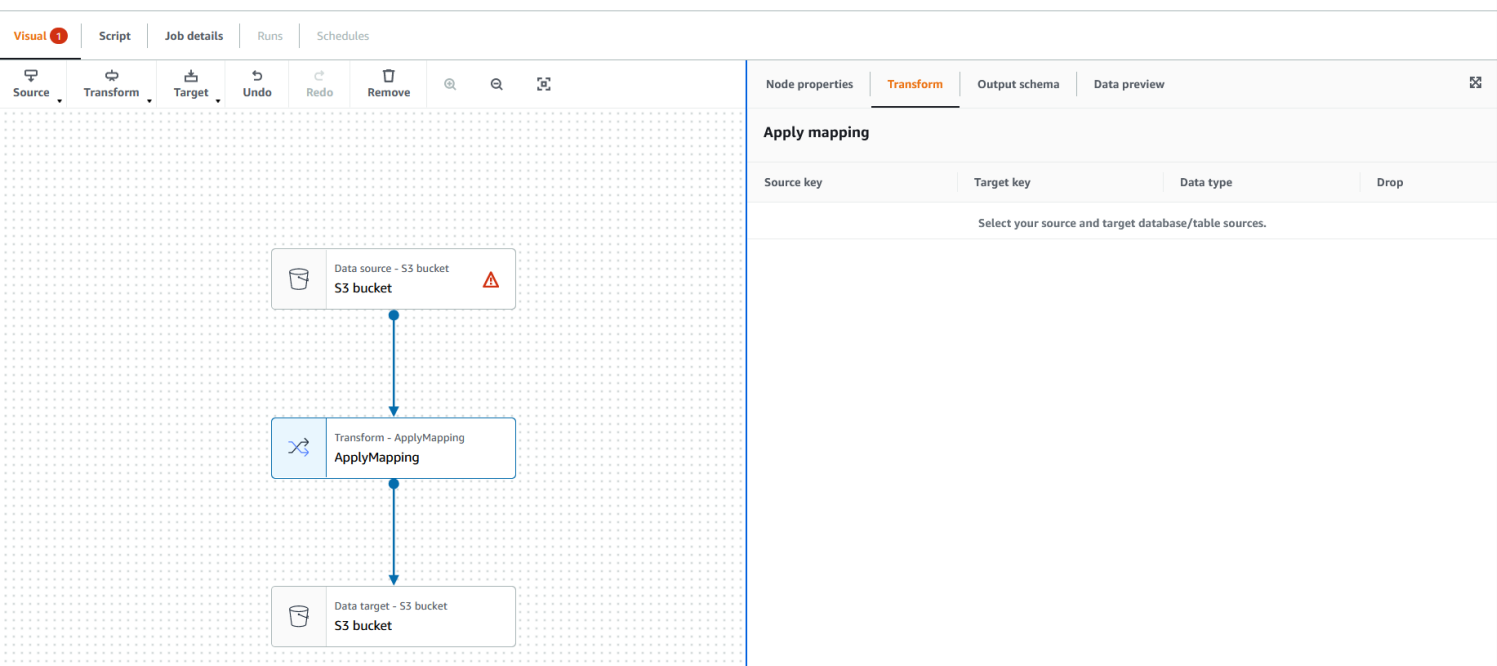 Visual 1 Script Job details Runs Schedules
Source Transform Target Undo Redo Remove
Node properties Transform Output schema Data preview
Apply mapping
Source key Target key Data type Drop
Select your source and target database/table sources.
Data source - S3 bucket
S3 bucket
Transform - ApplyMapping
ApplyMapping
Data target - S3 bucket
S3 bucket